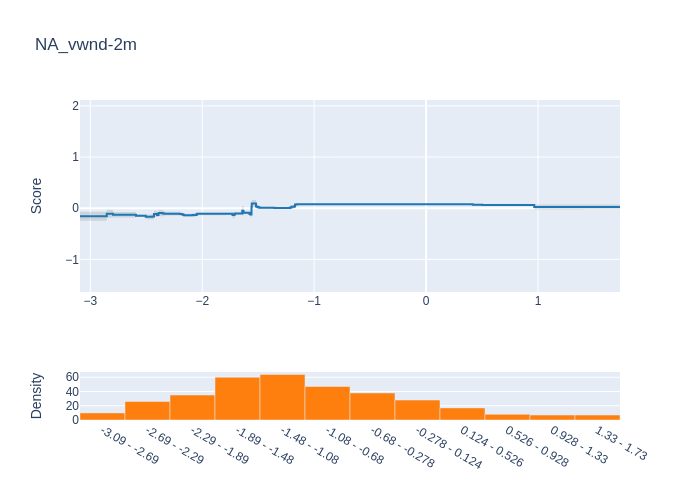 NA_vwnd-2m
2
1
0
−1
Score
−3
−2
−1
0
1
60
40
20
0
Density
-3.09 - -2.69
-2.69 - -2.29
-2.29 - -1.89
-1.89 - -1.48
-1.48 - -1.08
-1.08 - -0.68
-0.68 - -0.278
-0.278 - 0.124
0.124 - 0.526
0.526 - 0.928
0.928 - 1.33
1.33 - 1.73